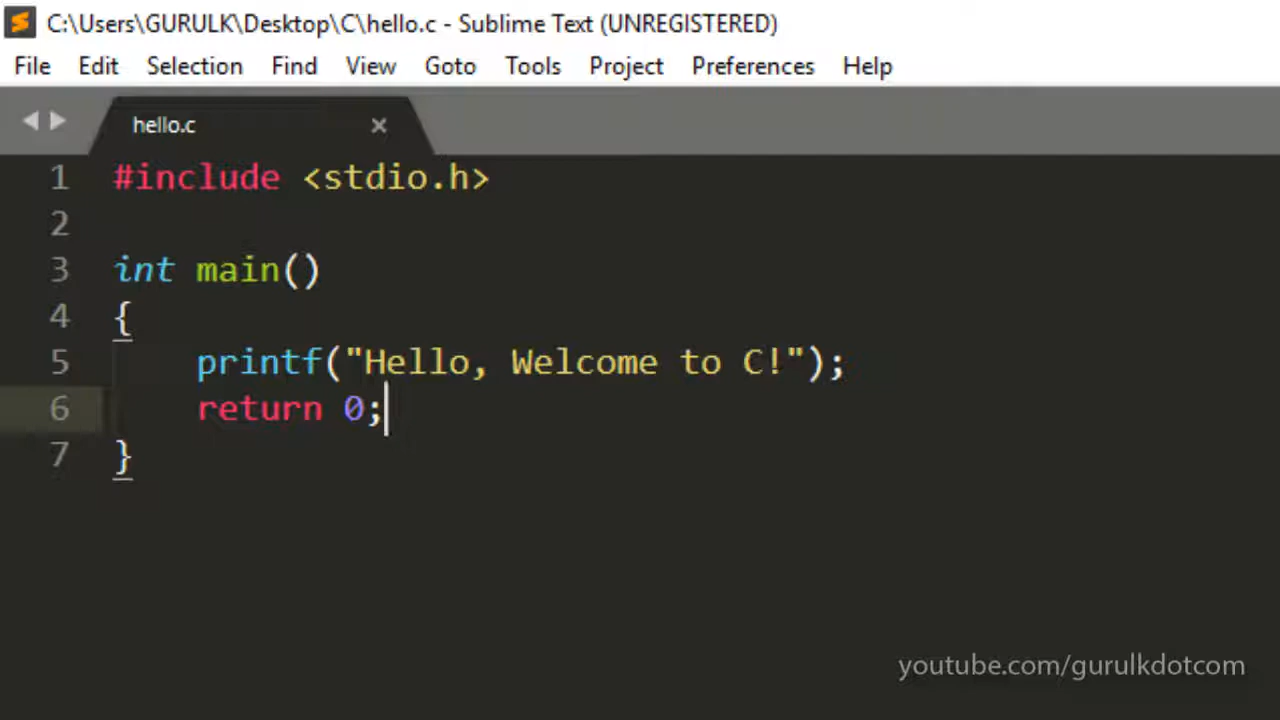 C:\Users\GURULK\Desktop\C\hello.c - Sublime Text (UNREGISTERED)
File Edit Selection Find View Goto Tools Project Preferences Help
hello.c ×
1 #include <stdio.h>
2
3 int main()
4 {
5     printf("Hello, Welcome to C!");
6     return 0;
7 }
youtube.com/gurulkdotcom